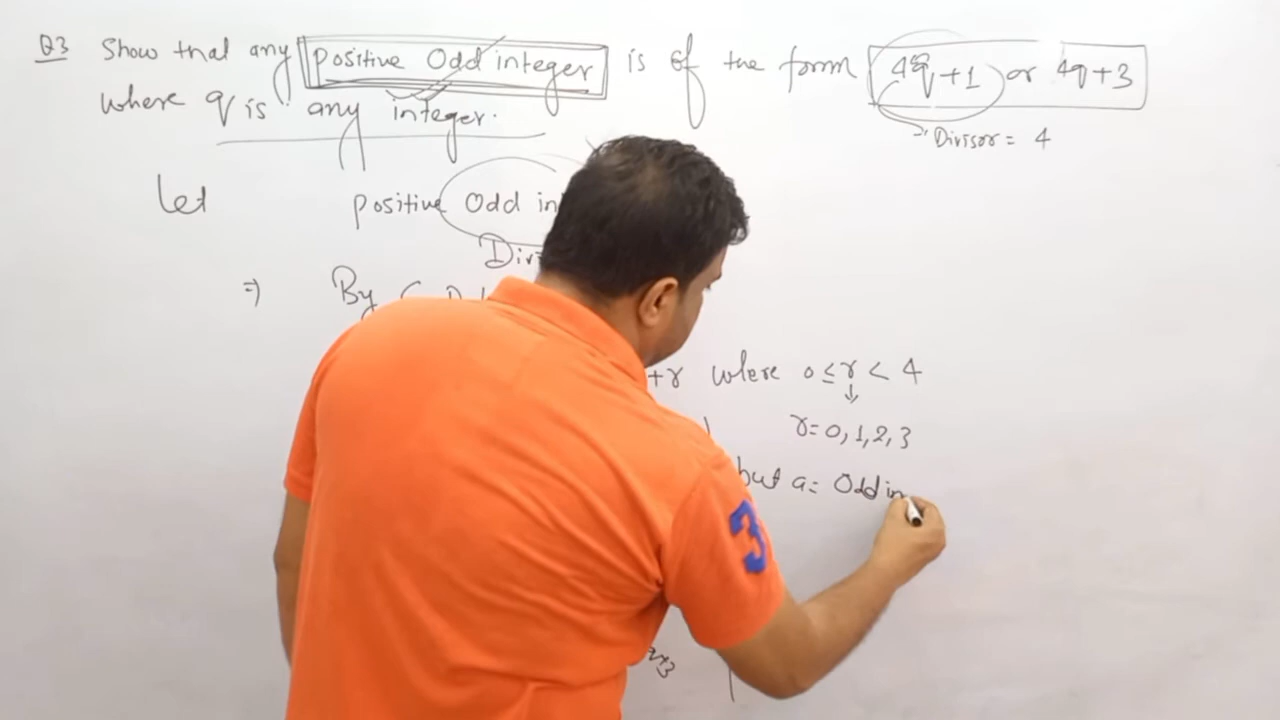 Q3 Show that any positive Odd integer is of the form 4q+1 or 4q+3
where q is any integer.
Divisor = 4
Let positive Odd in
Div
⇒ By
+r where 0≤r<4
r=0,1,2,3
but a= Odd in
3